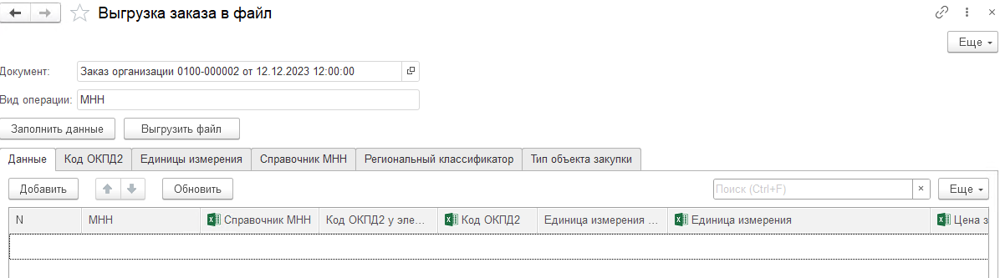 Выгрузка заказа в файл
Еще
Документ: Заказ организации 0100-000002 от 12.12.2023 12:00:00
Вид операции: МНН
Заполнить данные Выгрузить файл
Данные Код ОКПД2 Единицы измерения Справочник МНН Региональный классификатор Тип объекта закупки
Добавить Обновить Поиск (Ctrl+F) × Еще
N МНН Справочник МНН Код ОКПД2 у эле... Код ОКПД2 Единица измерения ... Единица измерения Цена з